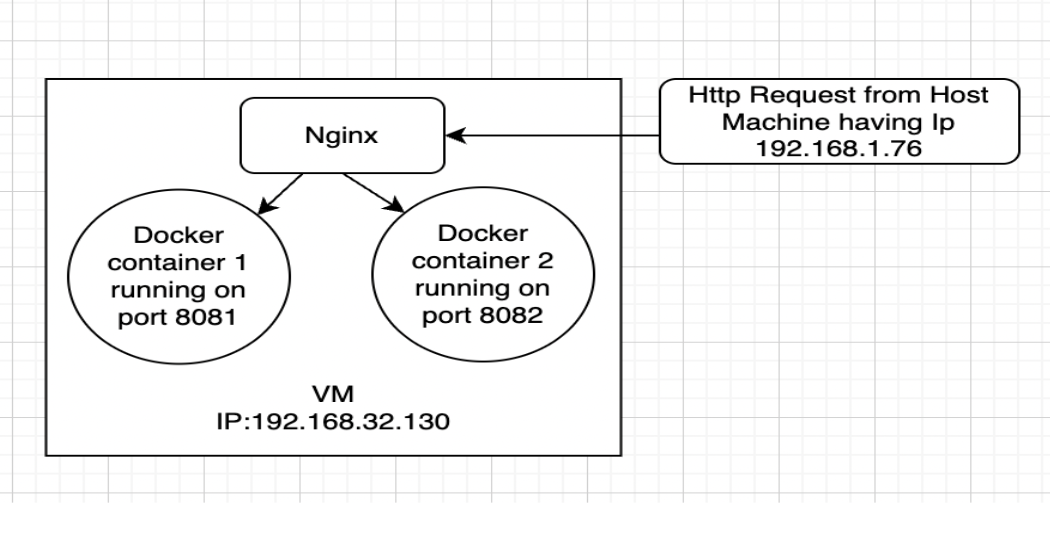 Nginx
Http Request from Host
Machine having Ip
192.168.1.76
Docker
container 1
running on
port 8081
Docker
container 2
running on
port 8082
VM
IP:192.168.32.130